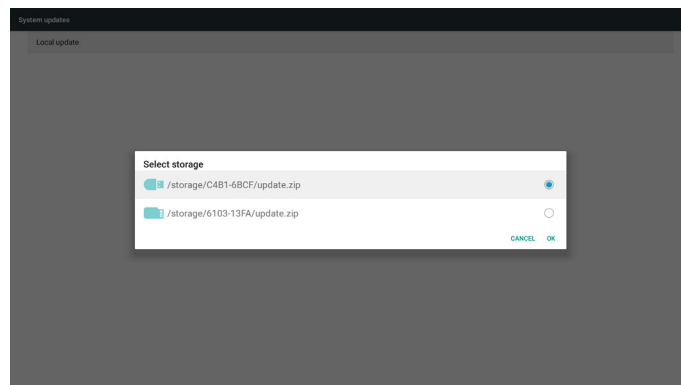 System updates
Local update
Select storage
/storage/C4B1-6BCF/update.zip
/storage/6103-13FA/update.zip
CANCEL OK